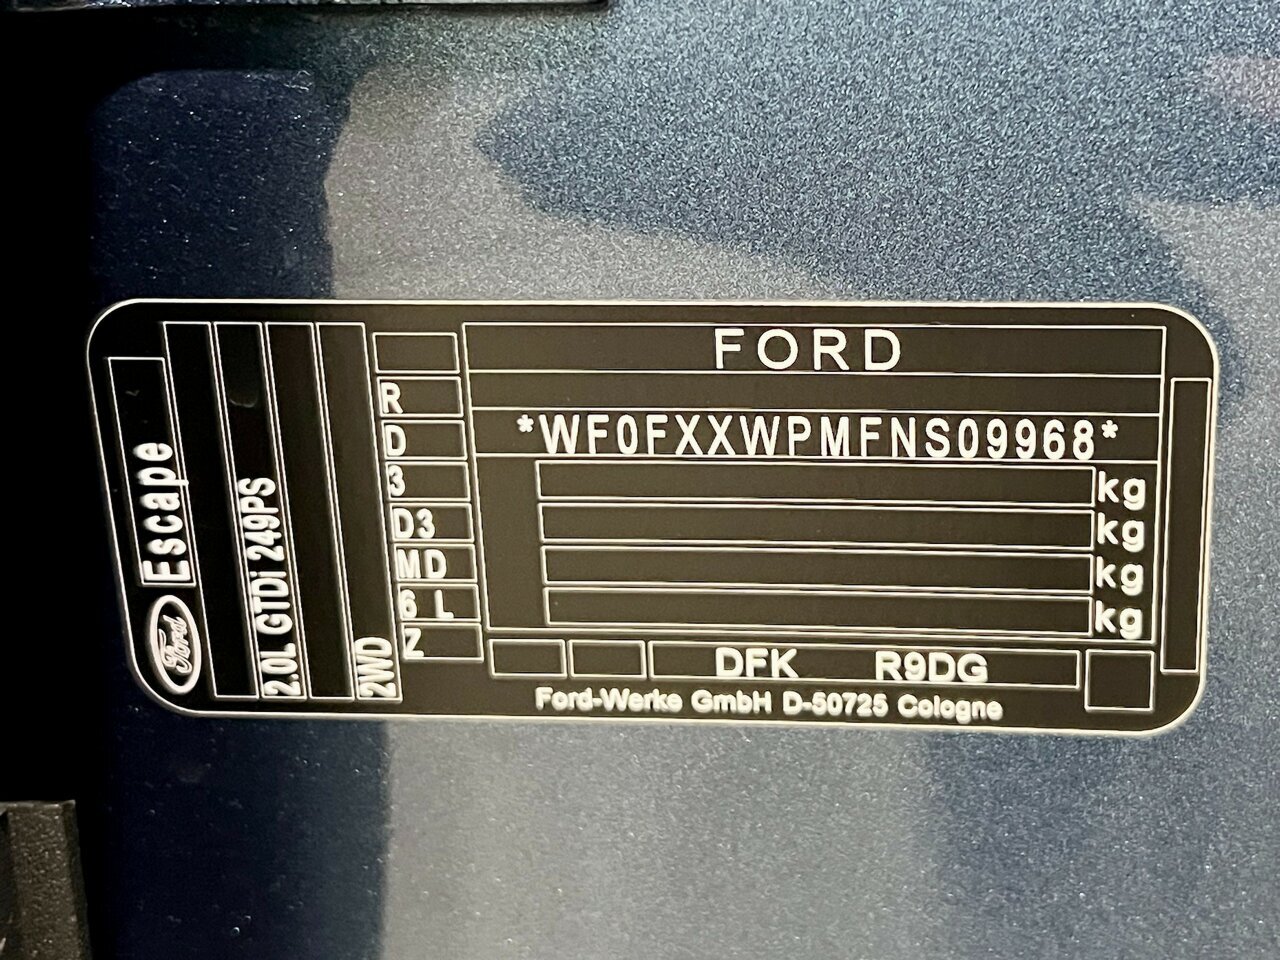 FORD
*WF0FXXWPMFNS09968*
kg
kg
kg
kg
DFK R9DG
Ford-Werke GmbH D-50725 Cologne
R
D
3
D3
MD
6 L
Z
Ford
Escape
2.0L GTDi 249PS
2WD